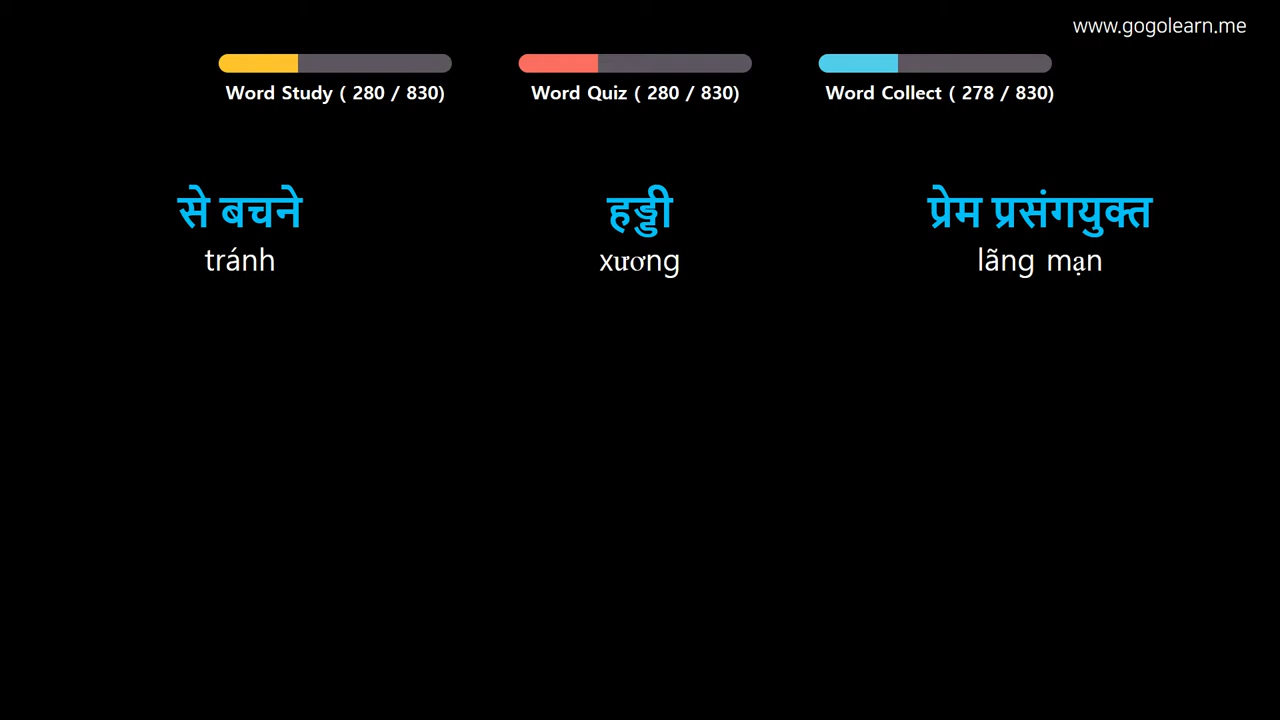 www.gogolearn.me
Word Study ( 280 / 830)
Word Quiz ( 280 / 830)
Word Collect ( 278 / 830)
से बचने
tránh
हड्डी
xương
प्रेम प्रसंगयुक्त
lãng mạn